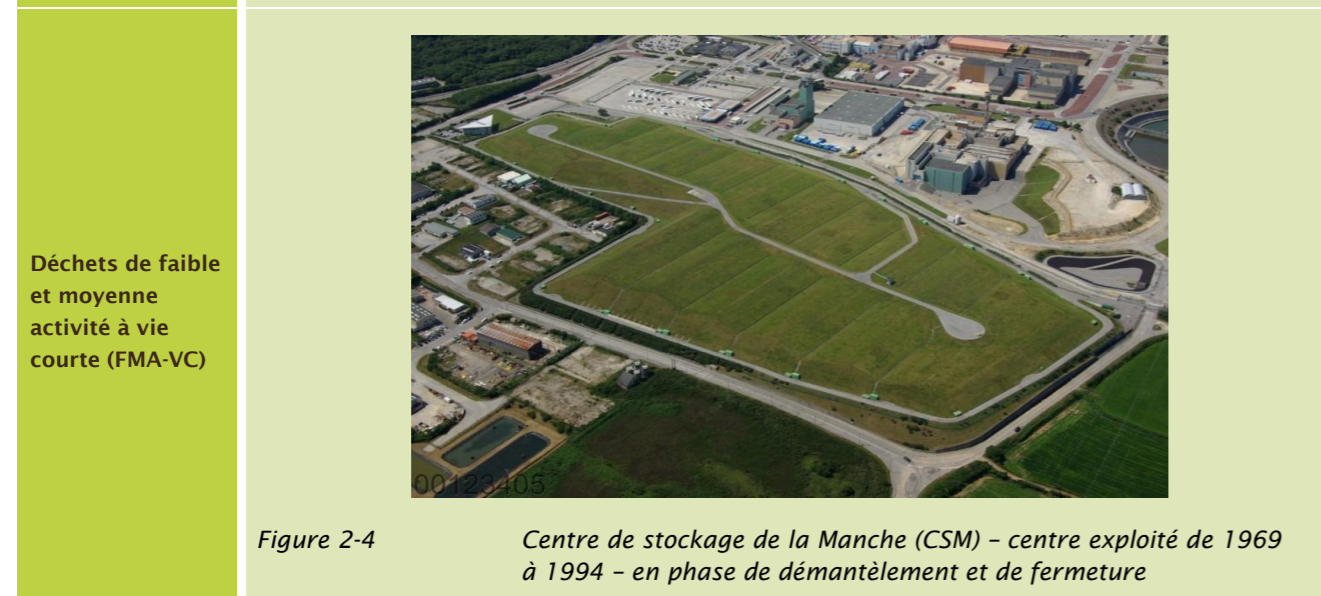 Déchets de faible
et moyenne
activité à vie
courte (FMA-VC)
00123405
Figure 2-4 Centre de stockage de la Manche (CSM) – centre exploité de 1969
à 1994 – en phase de démantèlement et de fermeture